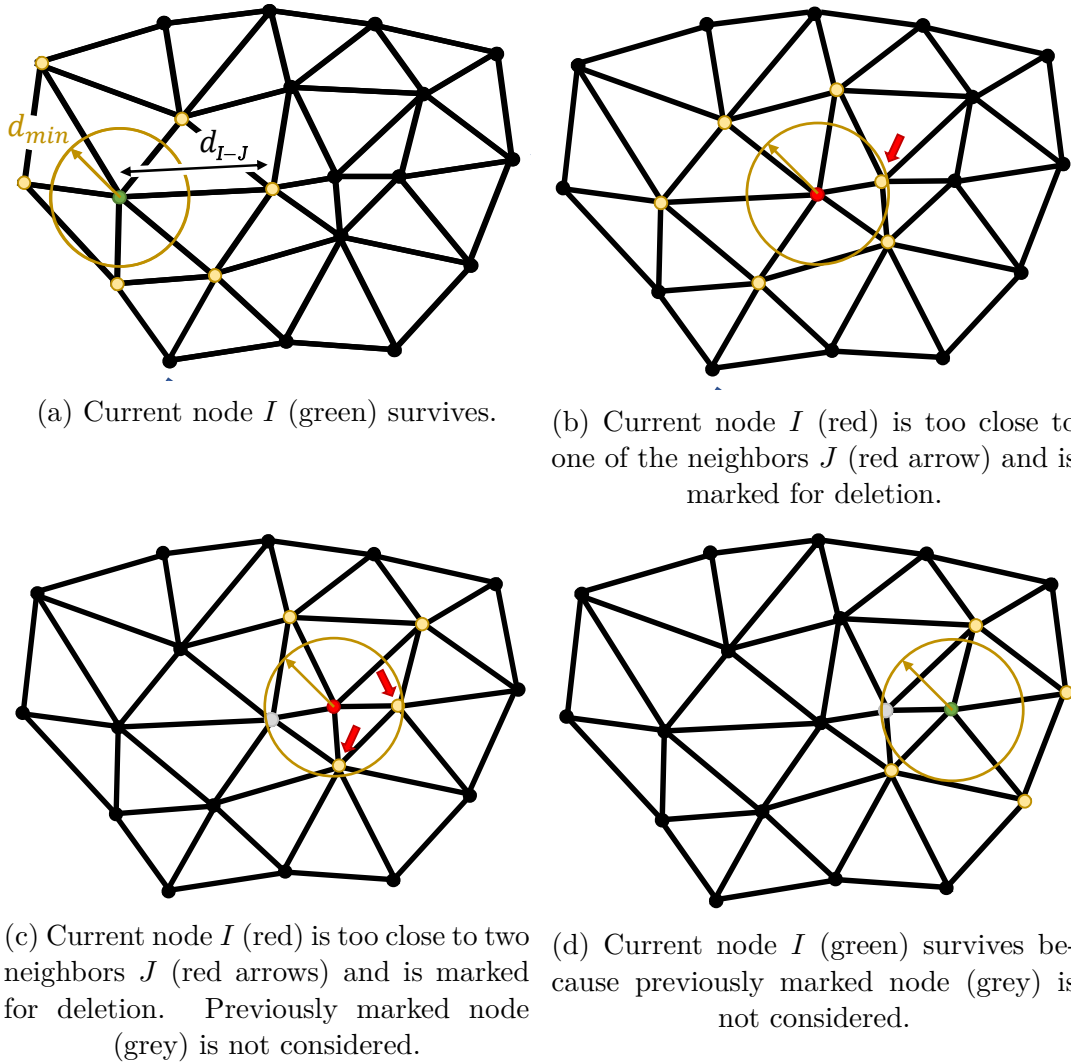 d_{min}
d_{I-J}
(a) Current node I (green) survives.
(b) Current node I (red) is too close to
one of the neighbors J (red arrow) and is
marked for deletion.
(c) Current node I (red) is too close to two
neighbors J (red arrows) and is marked
for deletion. Previously marked node
(grey) is not considered.
(d) Current node I (green) survives be-
cause previously marked node (grey) is
not considered.